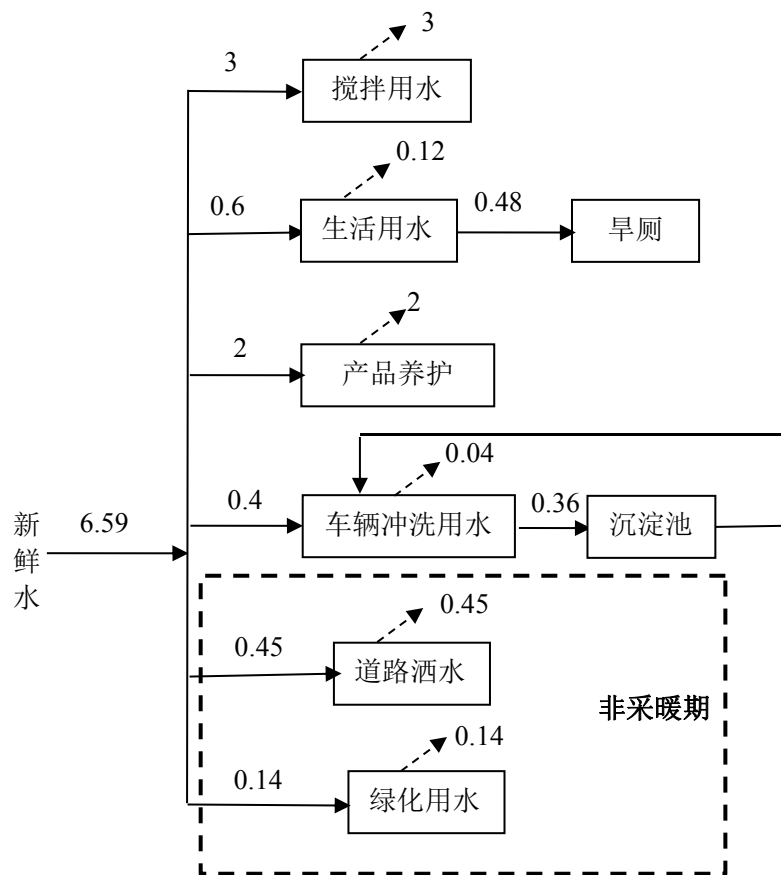 3
3
搅拌用水
0.12
0.6
生活用水
0.48
旱厕
2
2
产品养护
0.04
0.4
车辆冲洗用水
0.36
沉淀池
新鲜水
6.59
0.45
0.45
道路洒水
非采暖期
0.14
0.14
绿化用水